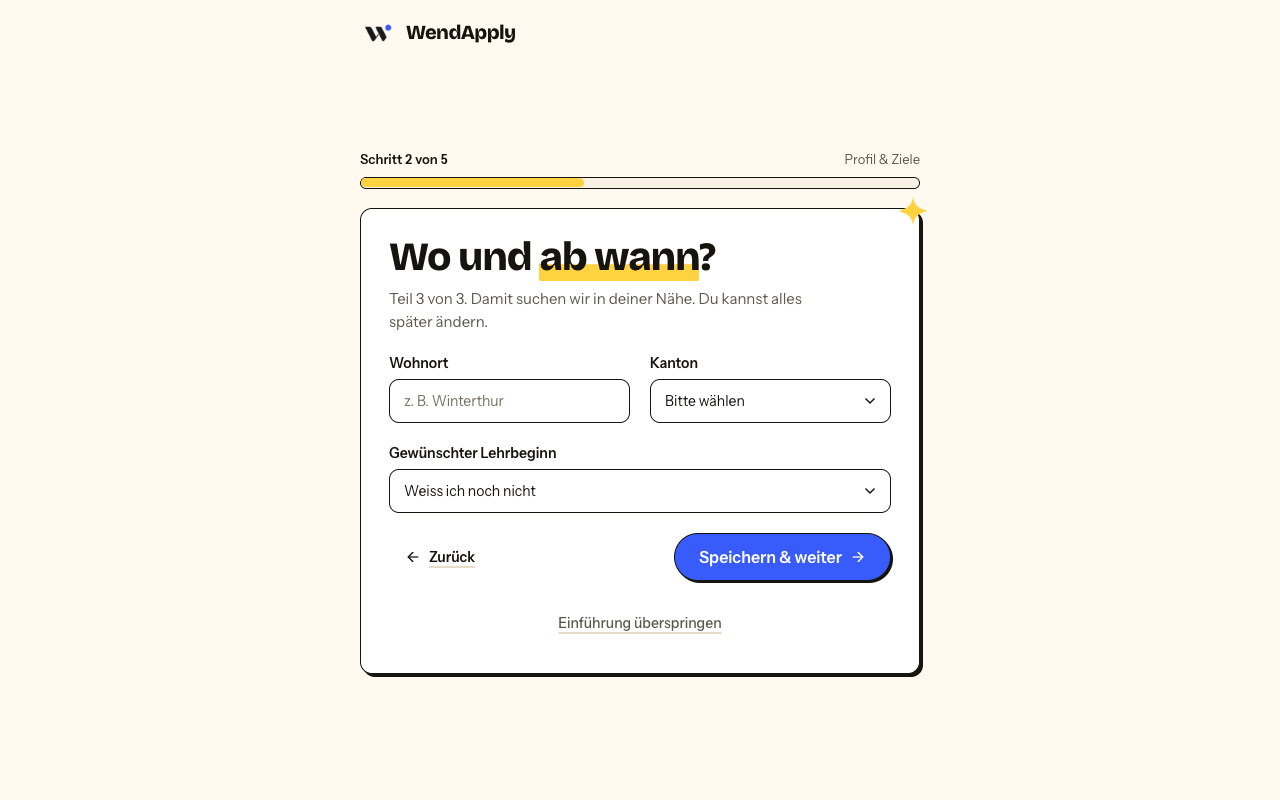 WendApply
Schritt 2 von 5
Profil & Ziele
Wo und ab wann?
Teil 3 von 3. Damit suchen wir in deiner Nähe. Du kannst alles
später ändern.
Wohnort
Kanton
z. B. Winterthur
Bitte wählen
Gewünschter Lehrbeginn
Weiss ich noch nicht
Zurück
Speichern & weiter
Einführung überspringen